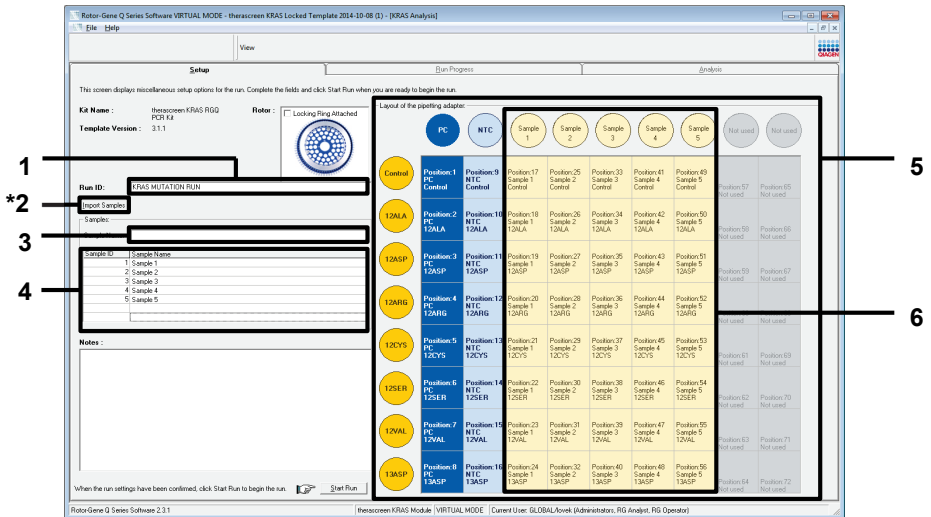 Rotor-Gene Q Series Software VIRTUAL MODE - therascreen KRAS Locked Template 2014-10-08 (1) - [KRAS Analysis]
File Help
View
QIAGEN
Setup Run Progress Analysis
This screen displays miscellaneous setup options for the run. Complete the fields and click Start Run when you are ready to begin the run.
Kit Name : therascreen KRAS RGQ PCR Kit
Template Version : 3.1.1
Rotor : Locking Ring Attached
1
Run ID: KRAS MUTATION RUN
*2
Import Samples
Samples:
3
4
Sample ID Sample Name
1 Sample 1
2 Sample 2
3 Sample 3
4 Sample 4
5 Sample 5
Notes :
When the run settings have been confirmed, click Start Run to begin the run. Start Run
Layout of the pipetting adapter:
PC NTC Sample 1 Sample 2 Sample 3 Sample 4 Sample 5 Not used Not used
5
6
Control
Position:1 Position:9 Position:17 Position:25 Position:33 Position:41 Position:49
PC NTC Sample 1 Sample 2 Sample 3 Sample 4 Sample 5
Control Control Control Control Control Control Control
Position:57 Position:65
Not used Not used
12ALA
Position:2 Position:10 Position:18 Position:26 Position:34 Position:42 Position:50
PC NTC Sample 1 Sample 2 Sample 3 Sample 4 Sample 5
12ALA 12ALA 12ALA 12ALA 12ALA 12ALA 12ALA
Position:58 Position:66
Not used Not used
12ASP
Position:3 Position:11 Position:19 Position:27 Position:35 Position:43 Position:51
PC NTC Sample 1 Sample 2 Sample 3 Sample 4 Sample 5
12ASP 12ASP 12ASP 12ASP 12ASP 12ASP 12ASP
Position:59 Position:67
Not used Not used
12ARG
Position:4 Position:12 Position:20 Position:28 Position:36 Position:44 Position:52
PC NTC Sample 1 Sample 2 Sample 3 Sample 4 Sample 5
12ARG 12ARG 12ARG 12ARG 12ARG 12ARG 12ARG
Not used Not used
12CYS
Position:5 Position:13 Position:21 Position:29 Position:37 Position:45 Position:53
PC NTC Sample 1 Sample 2 Sample 3 Sample 4 Sample 5
12CYS 12CYS 12CYS 12CYS 12CYS 12CYS 12CYS
Position:61 Position:69
Not used Not used
12SER
Position:6 Position:14 Position:22 Position:30 Position:38 Position:46 Position:54
PC NTC Sample 1 Sample 2 Sample 3 Sample 4 Sample 5
12SER 12SER 12SER 12SER 12SER 12SER 12SER
Position:62 Position:70
Not used Not used
12VAL
Position:7 Position:15 Position:23 Position:31 Position:39 Position:47 Position:55
PC NTC Sample 1 Sample 2 Sample 3 Sample 4 Sample 5
12VAL 12VAL 12VAL 12VAL 12VAL 12VAL 12VAL
Position:63 Position:71
Not used Not used
13ASP
Position:8 Position:16 Position:24 Position:32 Position:40 Position:48 Position:56
PC NTC Sample 1 Sample 2 Sample 3 Sample 4 Sample 5
13ASP 13ASP 13ASP 13ASP 13ASP 13ASP 13ASP
Position:64 Position:72
Not used Not used
Rotor-Gene Q Series Software 2.3.1 therascreen KRAS Module VIRTUAL MODE Current User: GLOBAL/lovek (Administrators, RG Analyst, RG Operator)